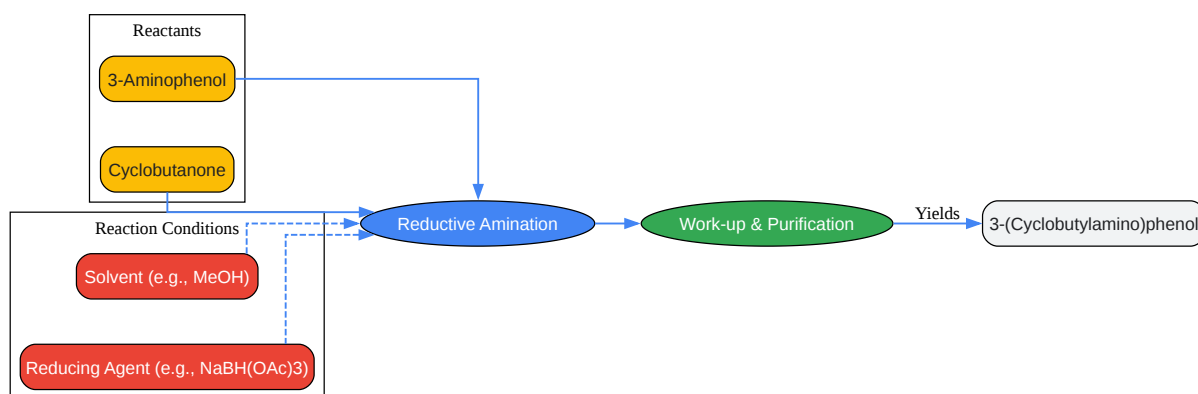 Reactants
3-Aminophenol
Cyclobutanone
Reaction Conditions
Solvent (e.g., MeOH)
Reducing Agent (e.g., NaBH(OAc)3)
Reductive Amination
Work-up & Purification
Yields
3-(Cyclobutylamino)phenol